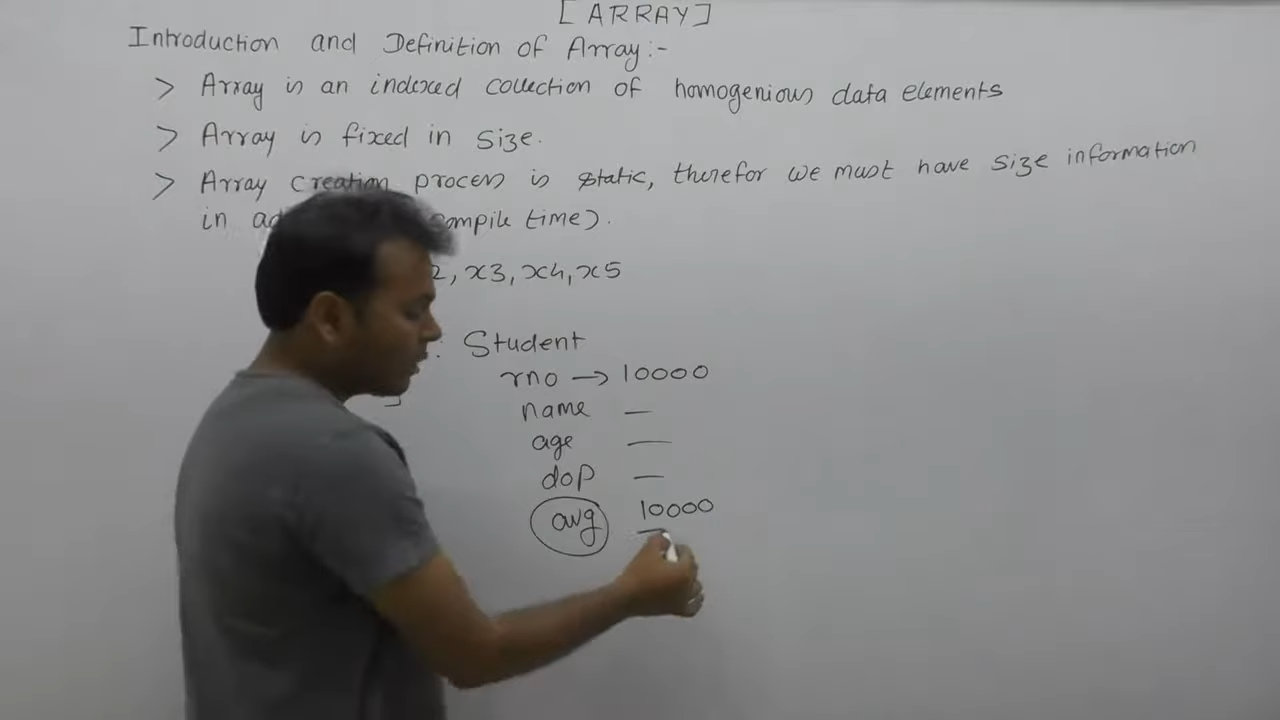 [ARRAY]
Introduction and Definition of Array:-
> Array is an indexed collection of homogenious data elements
> Array is fixed in size.
> Array creation process is static, therefor we must have size information
in compile time).
2, x3, x4, x5
Student
rno → 10000
name —
age —
dop —
avg 10000